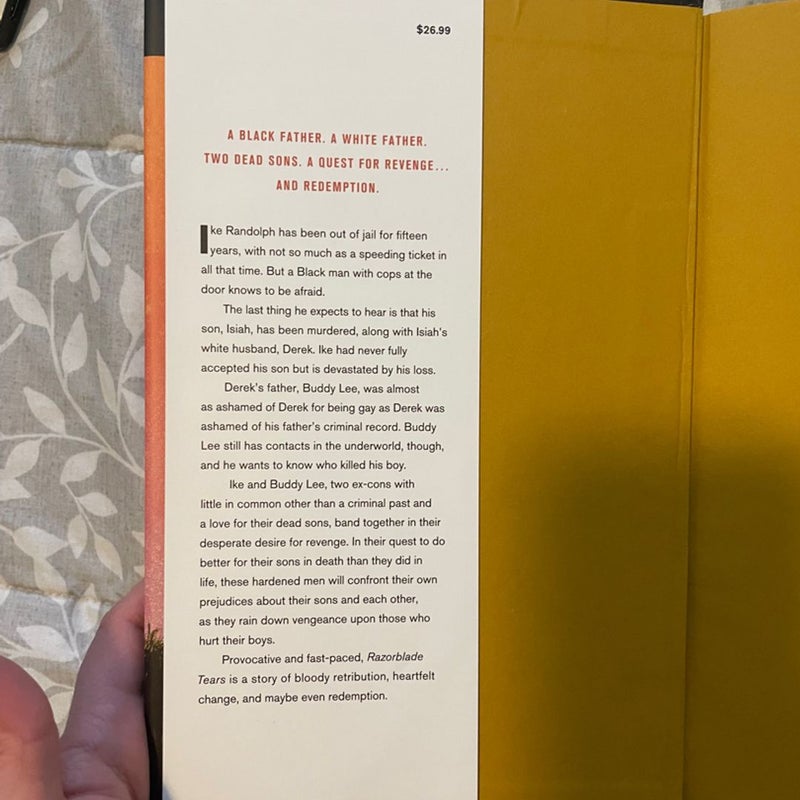 $26.99
A BLACK FATHER. A WHITE FATHER.
TWO DEAD SONS. A QUEST FOR REVENGE...
AND REDEMPTION.
Ike Randolph has been out of jail for fifteen
years, with not so much as a speeding ticket in
all that time. But a Black man with cops at the
door knows to be afraid.
The last thing he expects to hear is that his
son, Isiah, has been murdered, along with Isiah's
white husband, Derek. Ike had never fully
accepted his son but is devastated by his loss.
Derek's father, Buddy Lee, was almost
as ashamed of Derek for being gay as Derek was
ashamed of his father's criminal record. Buddy
Lee still has contacts in the underworld, though,
and he wants to know who killed his boy.
Ike and Buddy Lee, two ex-cons with
little in common other than a criminal past and
a love for their dead sons, band together in their
desperate desire for revenge. In their quest to do
better for their sons in death than they did in
life, these hardened men will confront their own
prejudices about their sons and each other,
as they rain down vengeance upon those who
hurt their boys.
Provocative and fast-paced, Razorblade
Tears is a story of bloody retribution, heartfelt
change, and maybe even redemption.